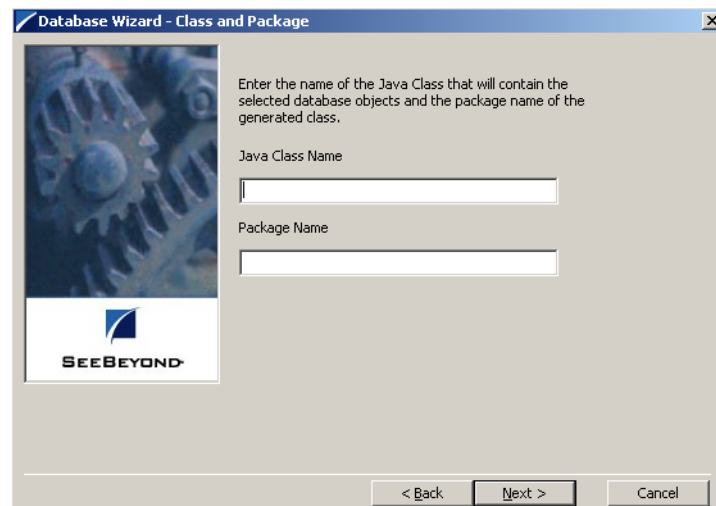 Database Wizard - Class and Package
Enter the name of the Java Class that will contain the
selected database objects and the package name of the
generated class.
Java Class Name
Package Name
SEEBEYOND
< Back
Next >
Cancel